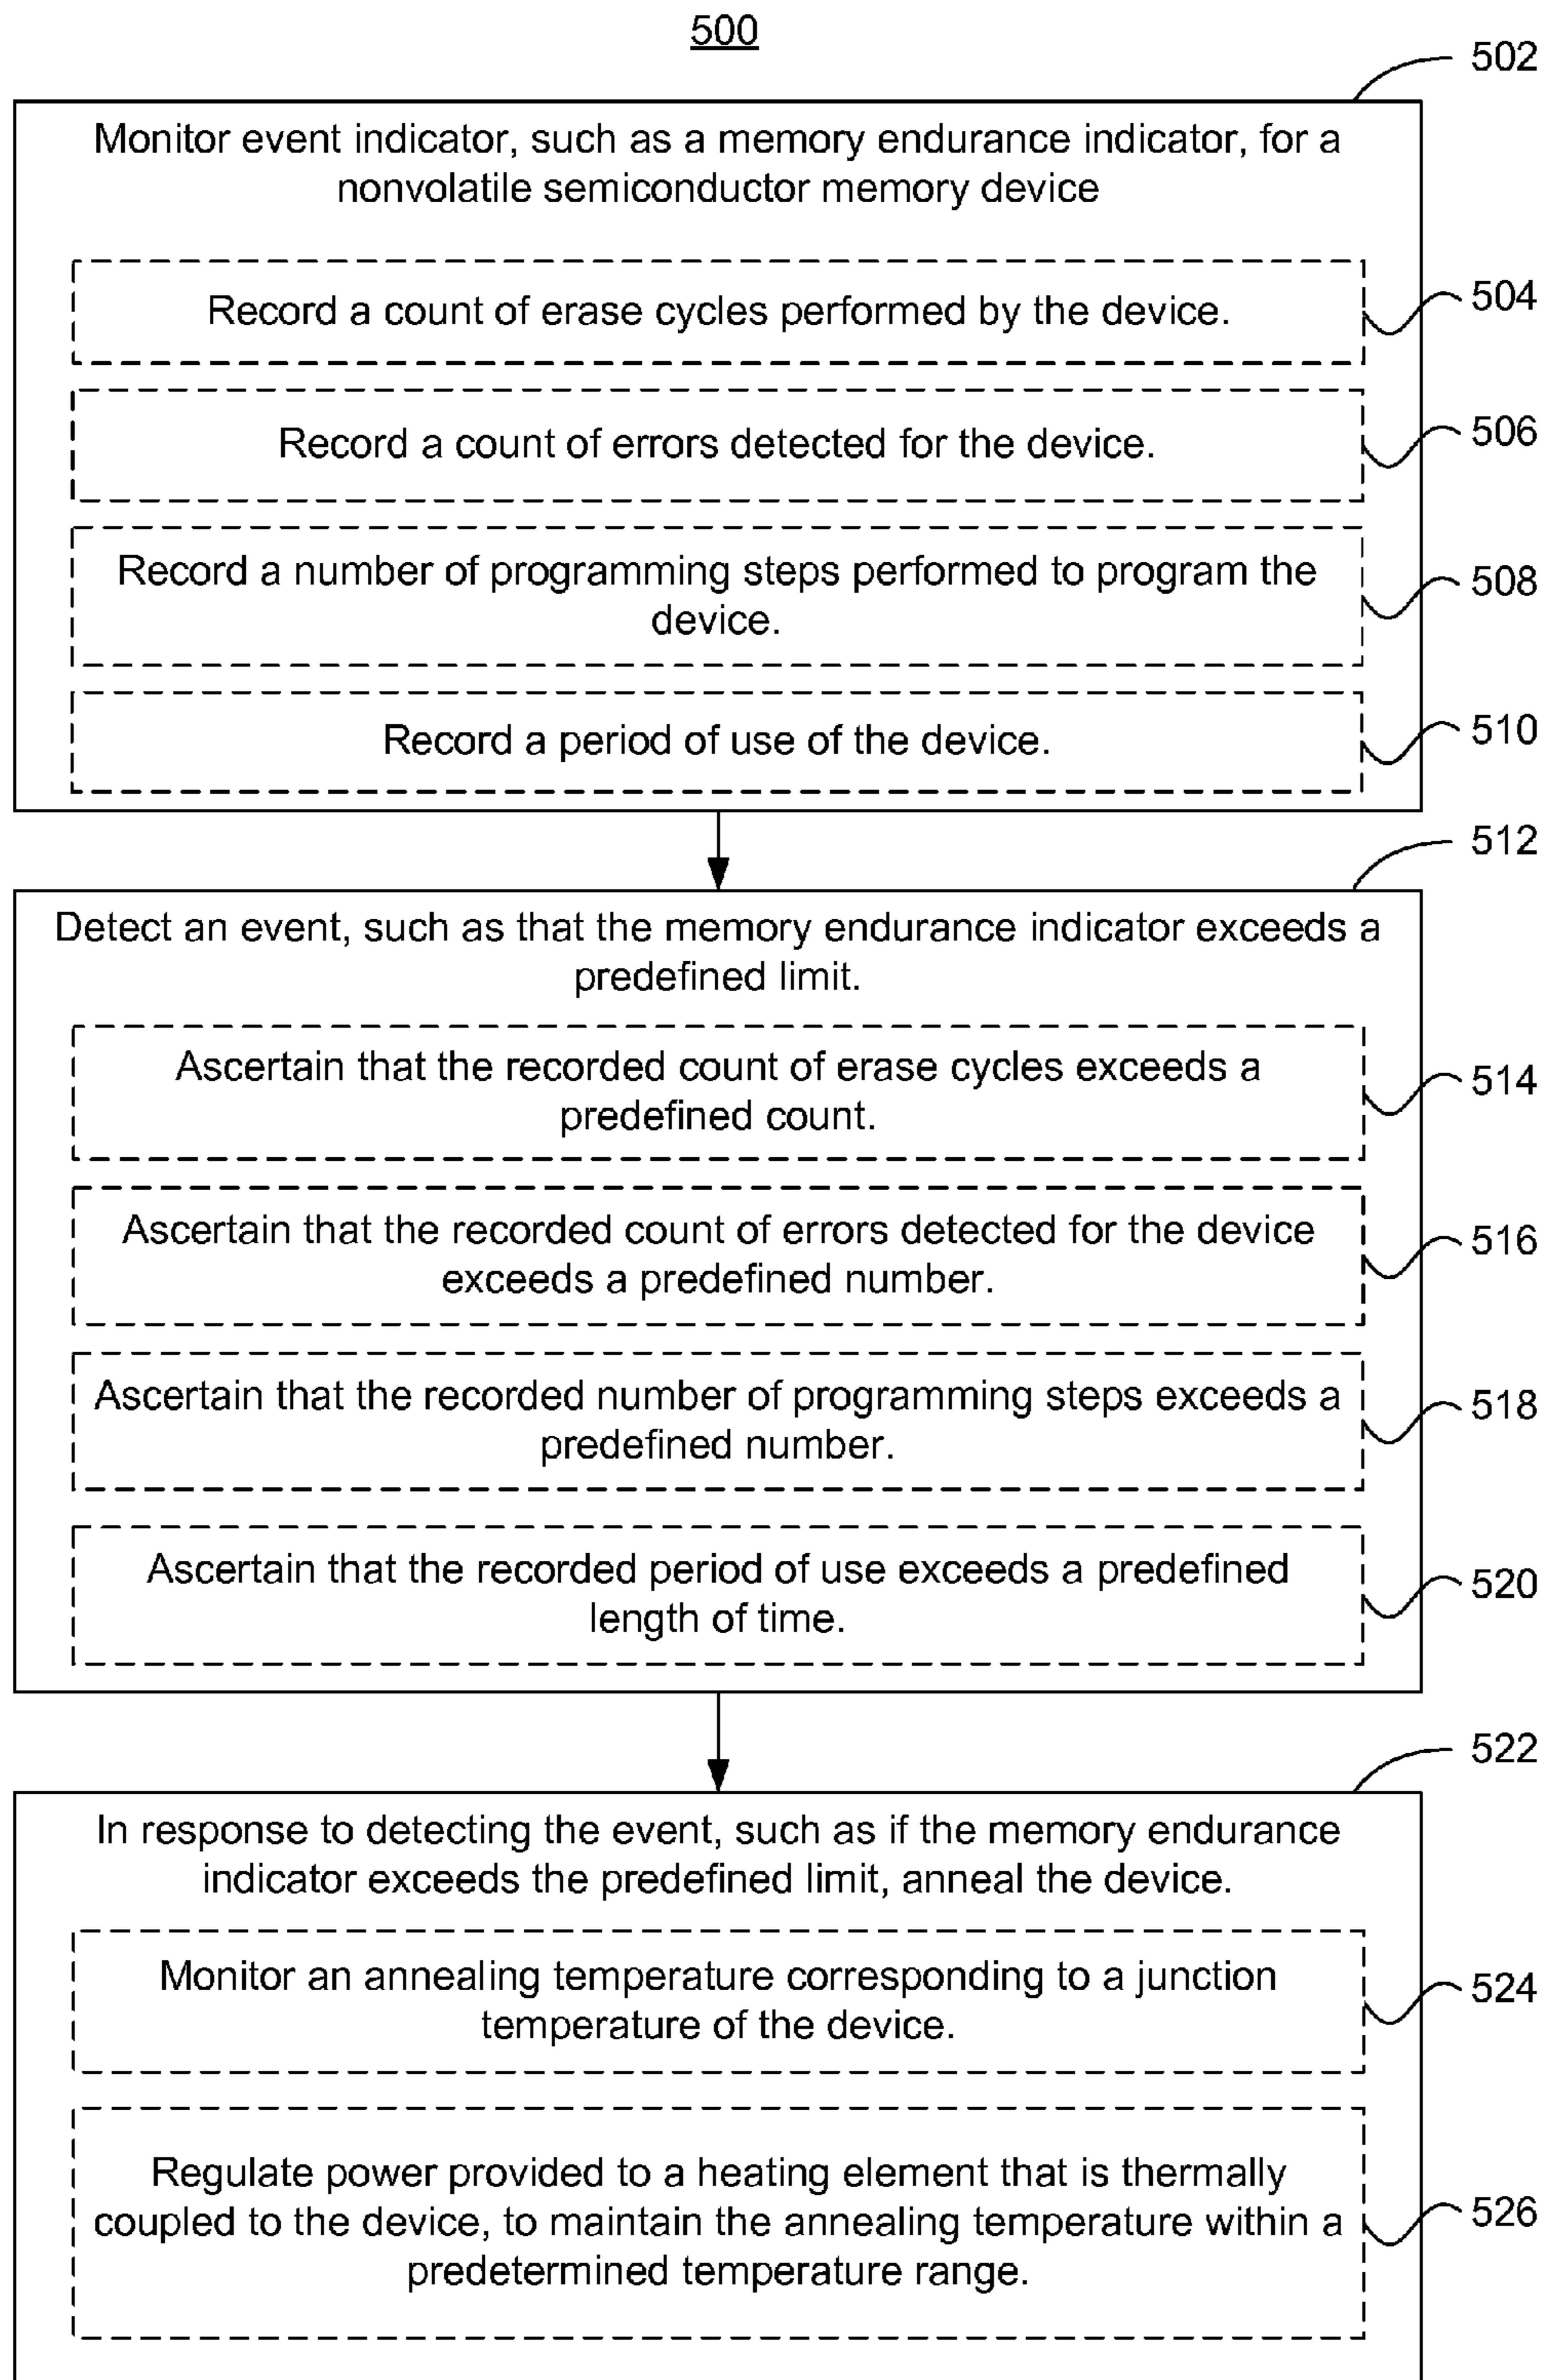 500
502
Monitor event indicator, such as a memory endurance indicator, for a
nonvolatile semiconductor memory device
Record a count of erase cycles performed by the device.
504
Record a count of errors detected for the device.
506
Record a number of programming steps performed to program the
device.
508
Record a period of use of the device.
510
512
Detect an event, such as that the memory endurance indicator exceeds a
predefined limit.
Ascertain that the recorded count of erase cycles exceeds a
predefined count.
514
Ascertain that the recorded count of errors detected for the device
exceeds a predefined number.
516
Ascertain that the recorded number of programming steps exceeds a
predefined number.
518
Ascertain that the recorded period of use exceeds a predefined
length of time.
520
522
In response to detecting the event, such as if the memory endurance
indicator exceeds the predefined limit, anneal the device.
Monitor an annealing temperature corresponding to a junction
temperature of the device.
524
Regulate power provided to a heating element that is thermally
coupled to the device, to maintain the annealing temperature within a
predetermined temperature range.
526